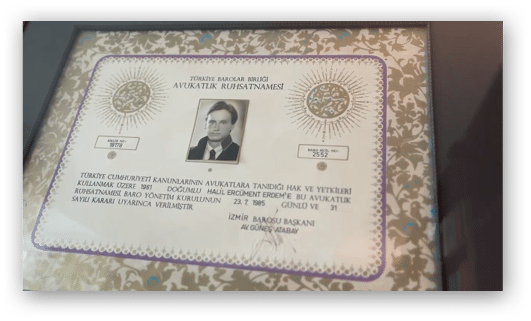 TÜRKİYE BAROLAR BİRLİĞİ
AVUKATLIK RUHSATNAMESİ
18778
2552
TÜRKİYE CUMHURİYETİ KANUNLARININ AVUKATLARA TANIDIĞI HAK VE YETKİLERİ
KULLANMAK ÜZERE 1961 DOĞUMLU HALİL ERCÜMENT ERDEM'E BU AVUKATLIK
RUHSATNAMESİ, BARO YÖNETİM KURULUNUN 23.7.1985 GÜNLÜ VE 31
SAYILI KARARI UYARINCA VERİLMİŞTİR.
İZMİR BAROSU BAŞKANI
AV. GÜNEŞ ATABAY